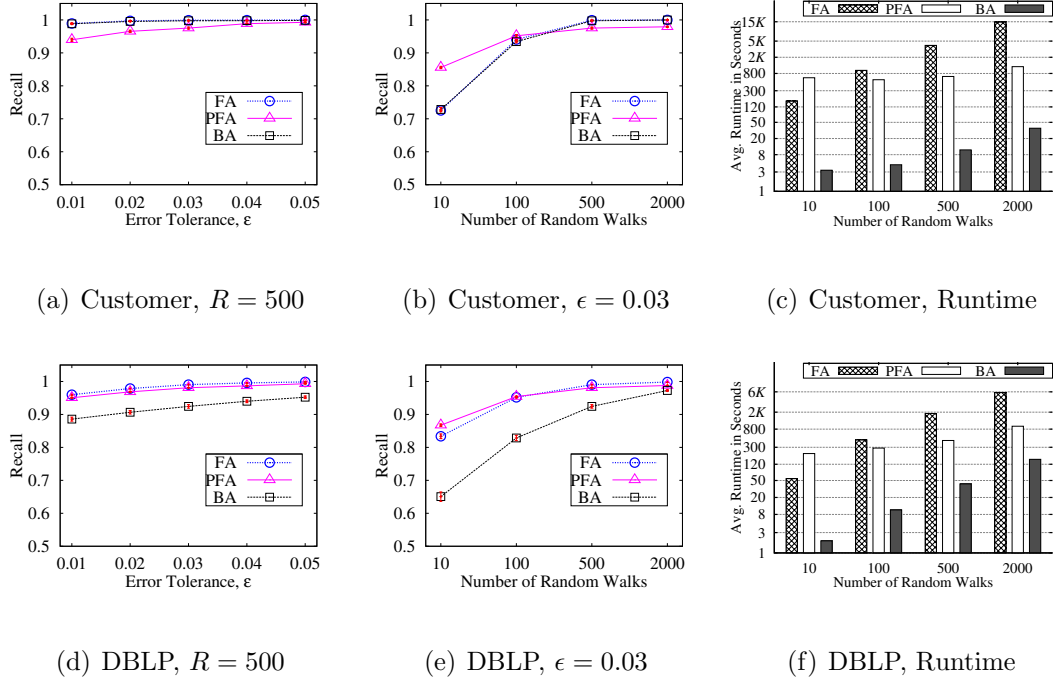 1
0.9
0.8
0.7
0.6
0.5
Recall
FA
PFA
BA
0.01 0.02 0.03 0.04 0.05
Error Tolerance, ε
(a) Customer, R = 500
1
0.9
0.8
0.7
0.6
0.5
Recall
FA
PFA
BA
10 100 500 2000
Number of Random Walks
(b) Customer, ϵ = 0.03
FA PFA BA
15K
5K
2K
800
300
120
50
20
8
3
1
Avg. Runtime in Seconds
10 100 500 2000
Number of Random Walks
(c) Customer, Runtime
1
0.9
0.8
0.7
0.6
0.5
Recall
FA
PFA
BA
0.01 0.02 0.03 0.04 0.05
Error Tolerance, ε
(d) DBLP, R = 500
1
0.9
0.8
0.7
0.6
0.5
Recall
FA
PFA
BA
10 100 500 2000
Number of Random Walks
(e) DBLP, ϵ = 0.03
FA PFA BA
6K
2K
800
300
120
50
20
8
3
1
Avg. Runtime in Seconds
10 100 500 2000
Number of Random Walks
(f) DBLP, Runtime